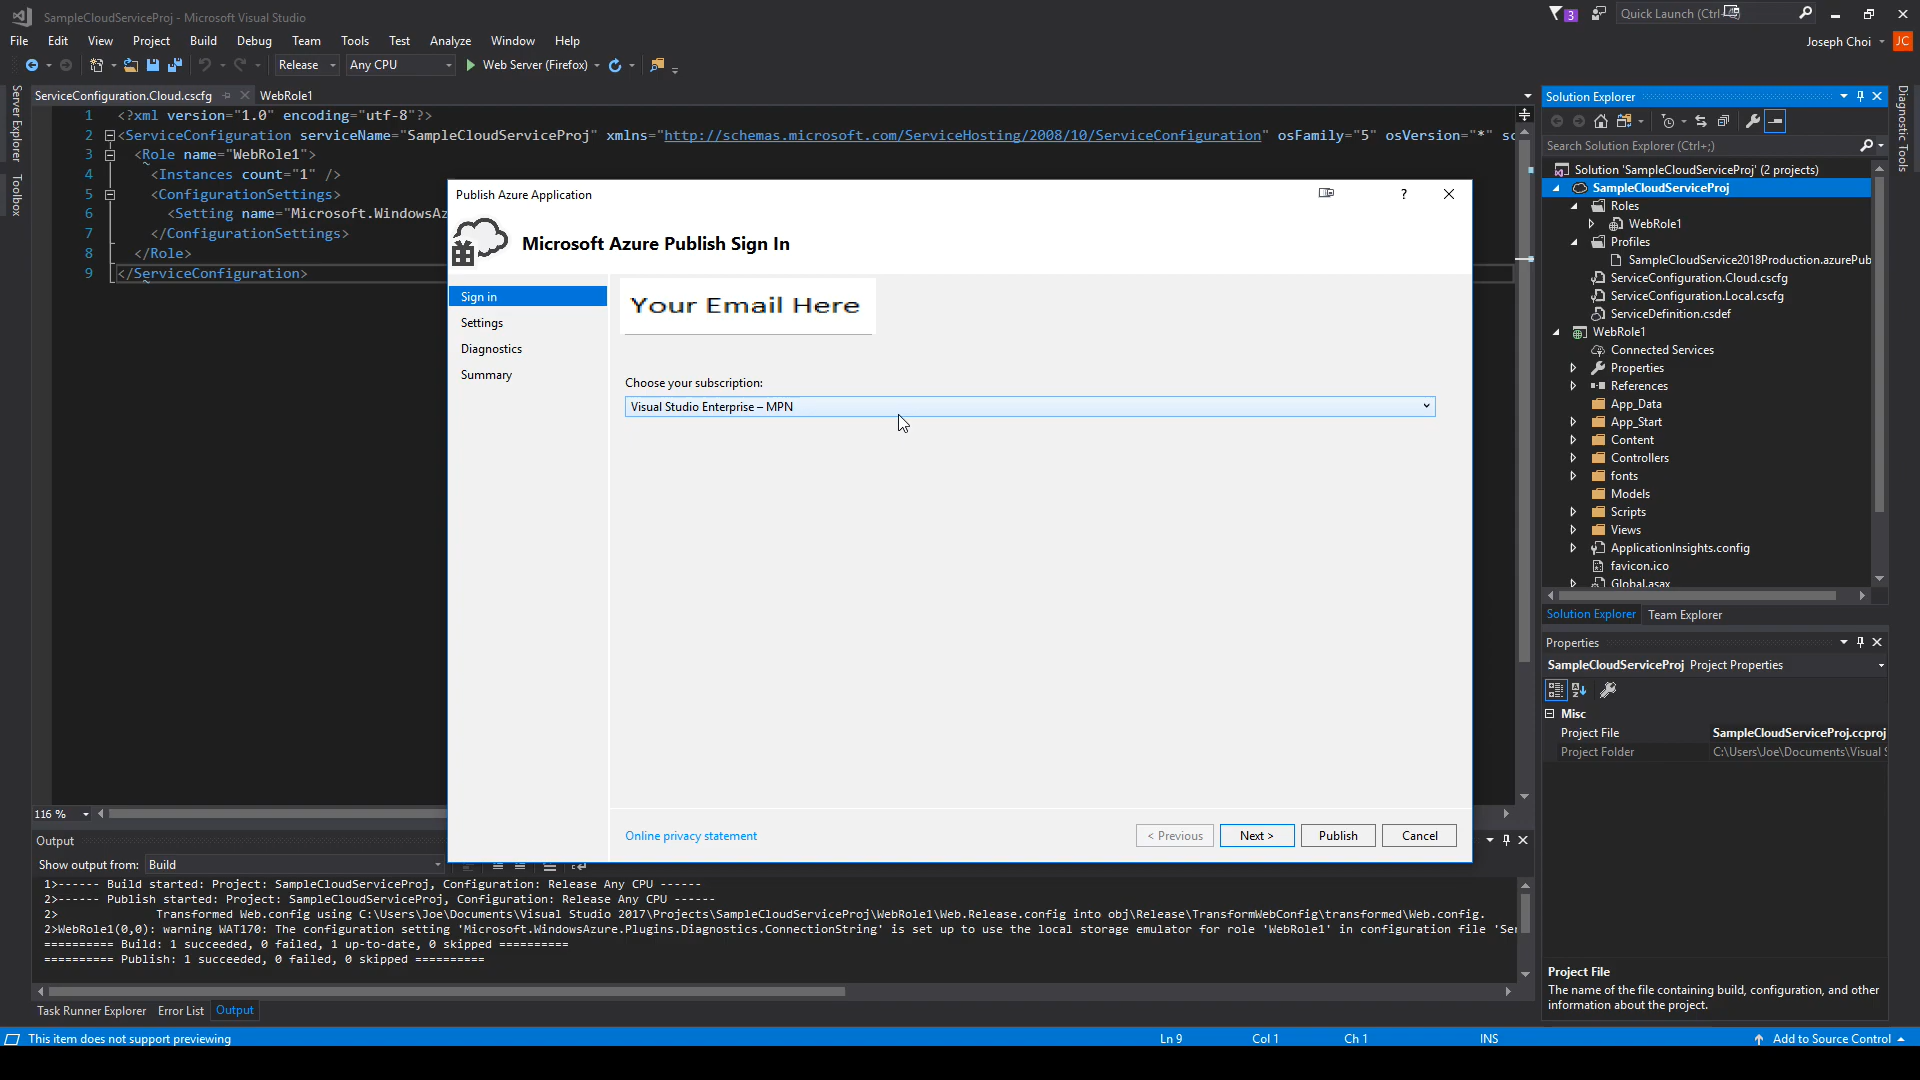 SampleCloudServiceProj - Microsoft Visual Studio
3
Quick Launch (Ctrl+Q)
File Edit View Project Build Debug Team Tools Test Analyze Window Help
Joseph Choi JC
Release Any CPU Web Server (Firefox)
Server Explorer
Toolbox
ServiceConfiguration.Cloud.cscfg WebRole1
1 <?xml version="1.0" encoding="utf-8"?>
2 <ServiceConfiguration serviceName="SampleCloudServiceProj" xmlns="http://schemas.microsoft.com/ServiceHosting/2008/10/ServiceConfiguration" osFamily="5" osVersion="*" sc
3 <Role name="WebRole1">
4 <Instances count="1" />
5 <ConfigurationSettings>
6 <Setting name="Microsoft.WindowsAz
7 </ConfigurationSettings>
8 </Role>
9 </ServiceConfiguration>
Publish Azure Application
?
Microsoft Azure Publish Sign In
Sign in
Settings
Diagnostics
Summary
Your Email Here
Choose your subscription:
Visual Studio Enterprise – MPN
Online privacy statement
< Previous Next > Publish Cancel
116 %
Output
Show output from: Build
1>------ Build started: Project: SampleCloudServiceProj, Configuration: Release Any CPU ------
2>------ Publish started: Project: SampleCloudServiceProj, Configuration: Release Any CPU ------
2> Transformed Web.config using C:\Users\Joe\Documents\Visual Studio 2017\Projects\SampleCloudServiceProj\WebRole1\Web.Release.config into obj\Release\TransformWebConfig\transformed\Web.config.
2>WebRole1(0,0): warning WAT170: The configuration setting 'Microsoft.WindowsAzure.Plugins.Diagnostics.ConnectionString' is set up to use the local storage emulator for role 'WebRole1' in configuration file 'Ser
========== Build: 1 succeeded, 0 failed, 1 up-to-date, 0 skipped ==========
========== Publish: 1 succeeded, 0 failed, 0 skipped ==========
Task Runner Explorer Error List Output
This item does not support previewing
Ln 9 Col 1 Ch 1 INS
Add to Source Control
Solution Explorer
Search Solution Explorer (Ctrl+;)
Solution 'SampleCloudServiceProj' (2 projects)
SampleCloudServiceProj
Roles
WebRole1
Profiles
SampleCloudService2018Production.azurePub
ServiceConfiguration.Cloud.cscfg
ServiceConfiguration.Local.cscfg
ServiceDefinition.csdef
WebRole1
Connected Services
Properties
References
App_Data
App_Start
Content
Controllers
fonts
Models
Scripts
Views
ApplicationInsights.config
favicon.ico
Global.asax
Solution Explorer Team Explorer
Properties
SampleCloudServiceProj Project Properties
Misc
Project File SampleCloudServiceProj.ccproj
Project Folder C:\Users\Joe\Documents\Visual S
Project File
The name of the file containing build, configuration, and other
information about the project.
Diagnostic Tools